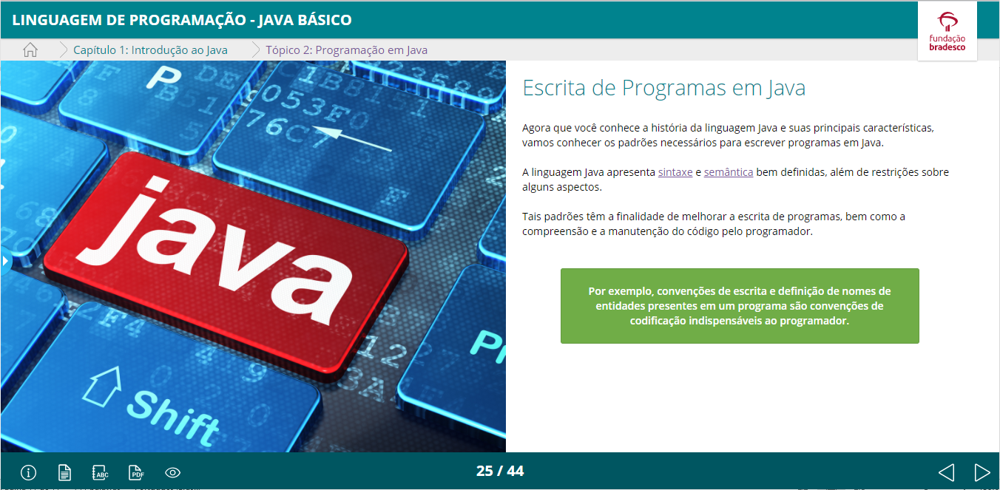 LINGUAGEM DE PROGRAMAÇÃO - JAVA BÁSICO
fundação
bradesco
Capítulo 1: Introdução ao Java
Tópico 2: Programação em Java
P
053F0
76C7
java
Shift
Escrita de Programas em Java
Agora que você conhece a história da linguagem Java e suas principais características,
vamos conhecer os padrões necessários para escrever programas em Java.
A linguagem Java apresenta sintaxe e semântica bem definidas, além de restrições sobre
alguns aspectos.
Tais padrões têm a finalidade de melhorar a escrita de programas, bem como a
compreensão e a manutenção do código pelo programador.
Por exemplo, convenções de escrita e definição de nomes de
entidades presentes em um programa são convenções de
codificação indispensáveis ao programador.
ABC
PDF
25 / 44